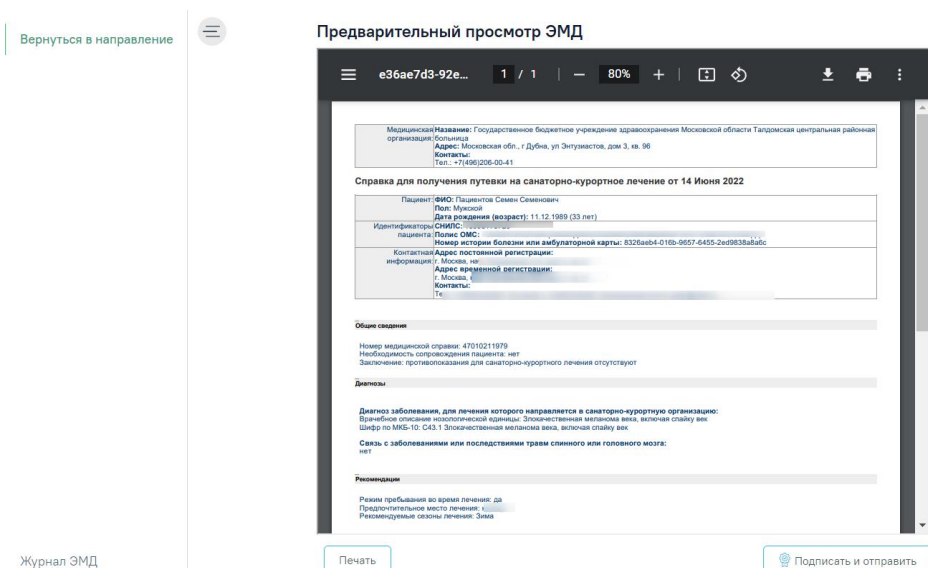 Вернуться в направление
Предварительный просмотр ЭМД
e36ae7d3-92e... 1 / 1 80%
Медицинская организация:
Название: Государственное бюджетное учреждение здравоохранения Московской области Талдомская центральная районная
больница
Адрес: Московская обл., г Дубна, ул Энтузиастов, дом 3, кв. 96
Контакты:
Тел.: +7(496)206-00-41
Справка для получения путевки на санаторно-курортное лечение от 14 Июня 2022
Пациент: ФИО: Пациентов Семен Семенович
Пол: Мужской
Дата рождения (возраст): 11.12.1989 (33 лет)
Идентификаторы пациента:
СНИЛС:
Полис ОМС:
Номер истории болезни или амбулаторной карты: 8326aeb4-016b-9657-6455-2ed9838a8a6c
Контактная информация:
Адрес постоянной регистрации:
г. Москва,
Адрес временной регистрации:
г. Москва,
Контакты:
Общие сведения
Номер медицинской справки: 47010211979
Необходимость сопровождения пациента: нет
Заключение: противопоказания для санаторно-курортного лечения отсутствуют
Диагнозы
Диагноз заболевания, для лечения которого направляется в санаторно-курортную организацию:
Врачебное описание нозологической единицы: Злокачественная меланома века, включая спайку век
Шифр по МКБ-10: C43.1 Злокачественная меланома века, включая спайку век
Связь с заболеваниями или последствиями травм спинного или головного мозга:
нет
Рекомендации
Режим пребывания во время лечения: да
Предпочтительное место лечения:
Рекомендуемые сезоны лечения: Зима
Журнал ЭМД
Печать
Подписать и отправить